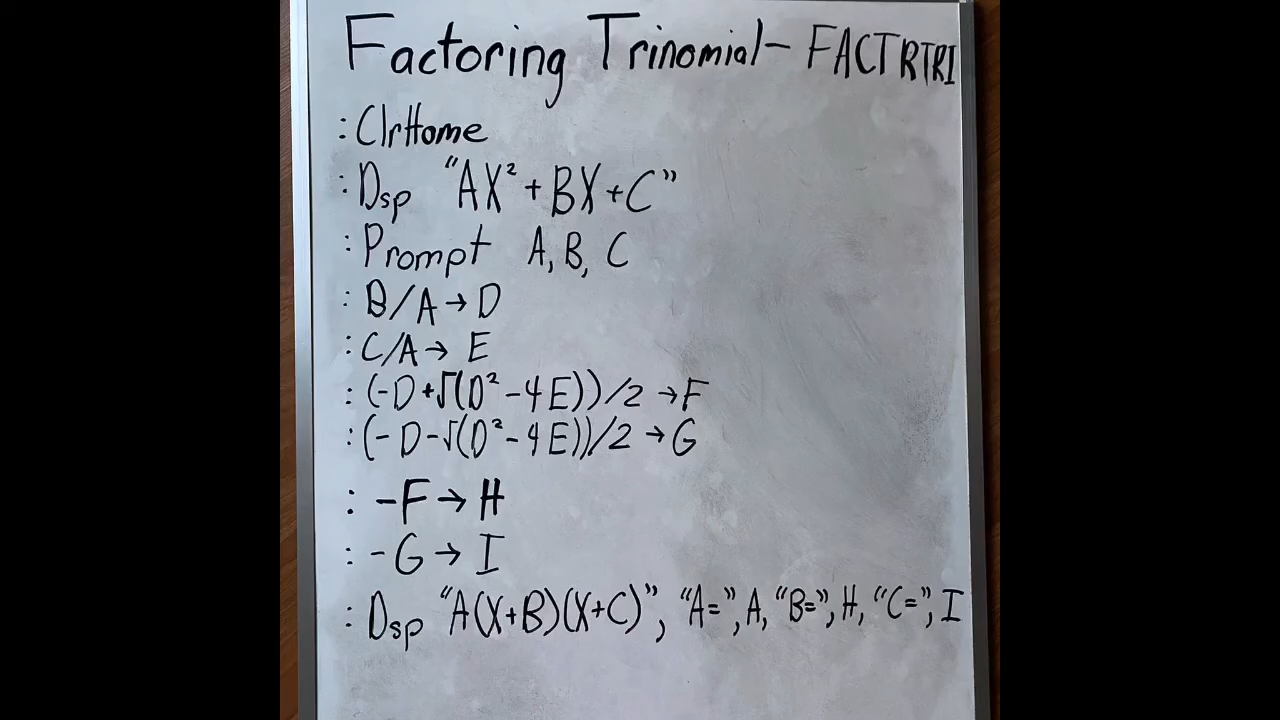 Factoring Trinomial - FACTRTRI
: ClrHome
: Dsp "AX² + BX + C"
: Prompt A, B, C
: B/A → D
: C/A → E
: (-D+√(D² - 4E))/2 → F
: (-D-√(D² - 4E))/2 → G
: -F → H
: -G → I
: Dsp "A(X+B)(X+C)", "A=", A, "B=", H, "C=", I